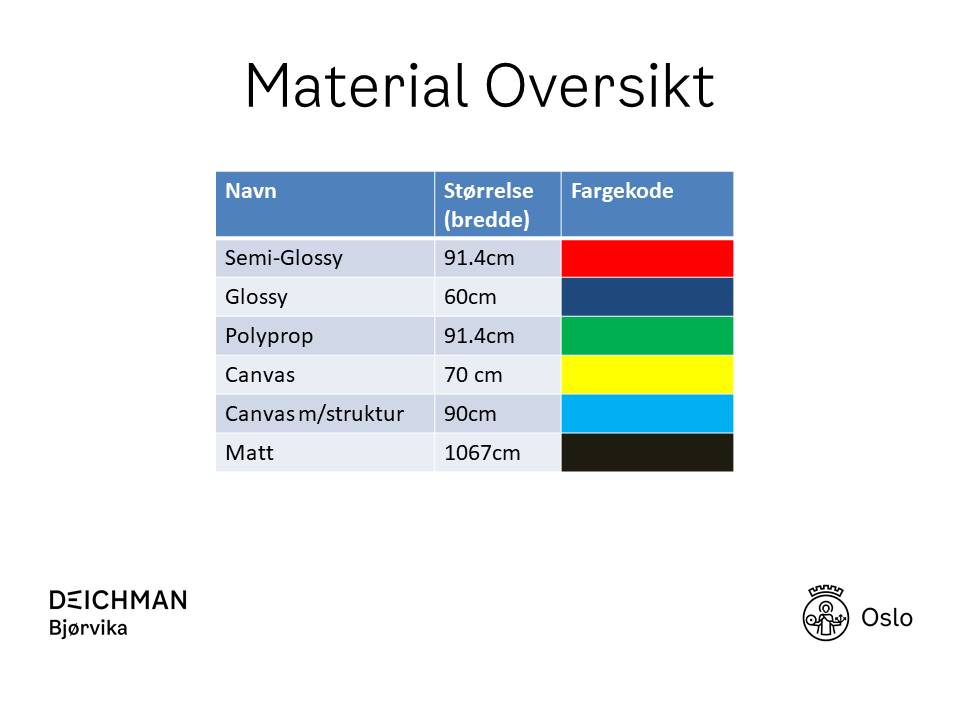 Material Oversikt
Navn Størrelse (bredde) Fargekode
Semi-Glossy 91.4cm
Glossy 60cm
Polyprop 91.4cm
Canvas 70 cm
Canvas m/struktur 90cm
Matt 1067cm
DEICHMAN
Bjørvika
Oslo